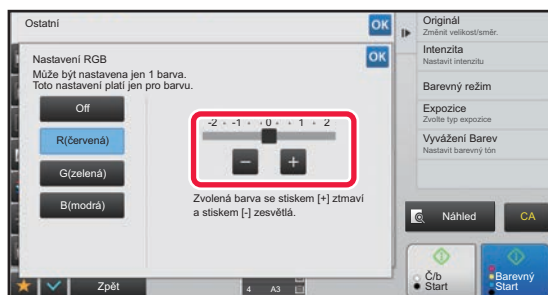 Ostatní
OK
Nastavení RGB
OK
Může být nastavena jen 1 barva.
Toto nastavení platí jen pro barvu.
Off
R(červená)
G(zelená)
B(modrá)
-2 -1 0 1 2
- +
Zvolená barva se stiskem [+] ztmaví
a stiskem [-] zesvětlá.
Zpět
4 A3
Originál
Změnit velikost/směr.
Intenzita
Nastavit intenzitu
Barevný režim
Expozice
Zvolte typ expozice
Vyvážení Barev
Nastavit barevný tón
Náhled
CA
Č/b
Start
Barevný
Start